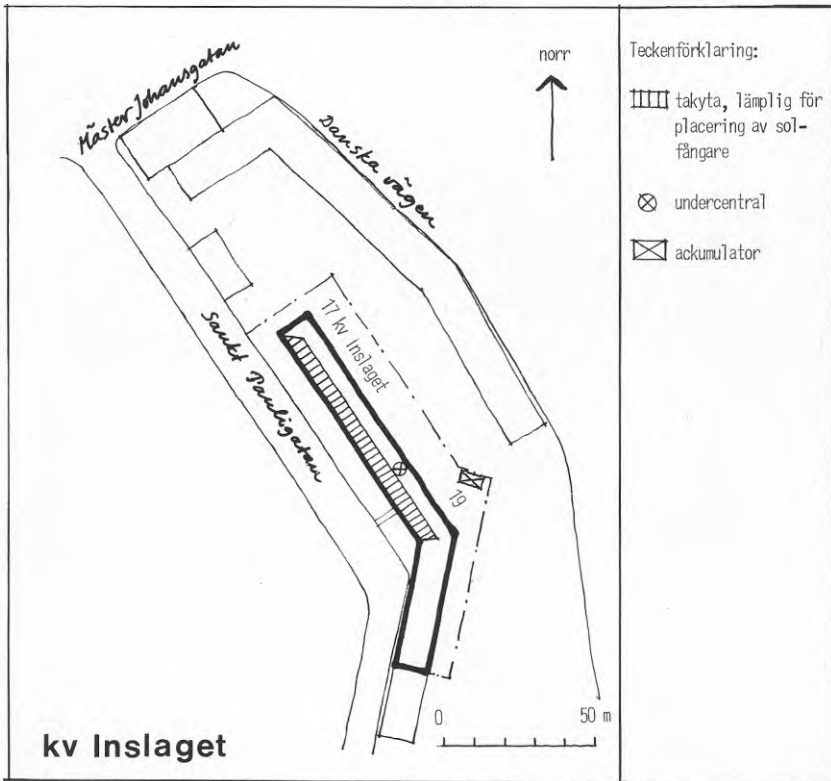 Mäster Johansgatan
Danska vägen
norr
17 kv Inslaget
Sankt Pauligatan
19
0
50 m
kv Inslaget
Teckenförklaring:
takyta, lämplig för
placering av sol-
fångare
undercentral
ackumulator